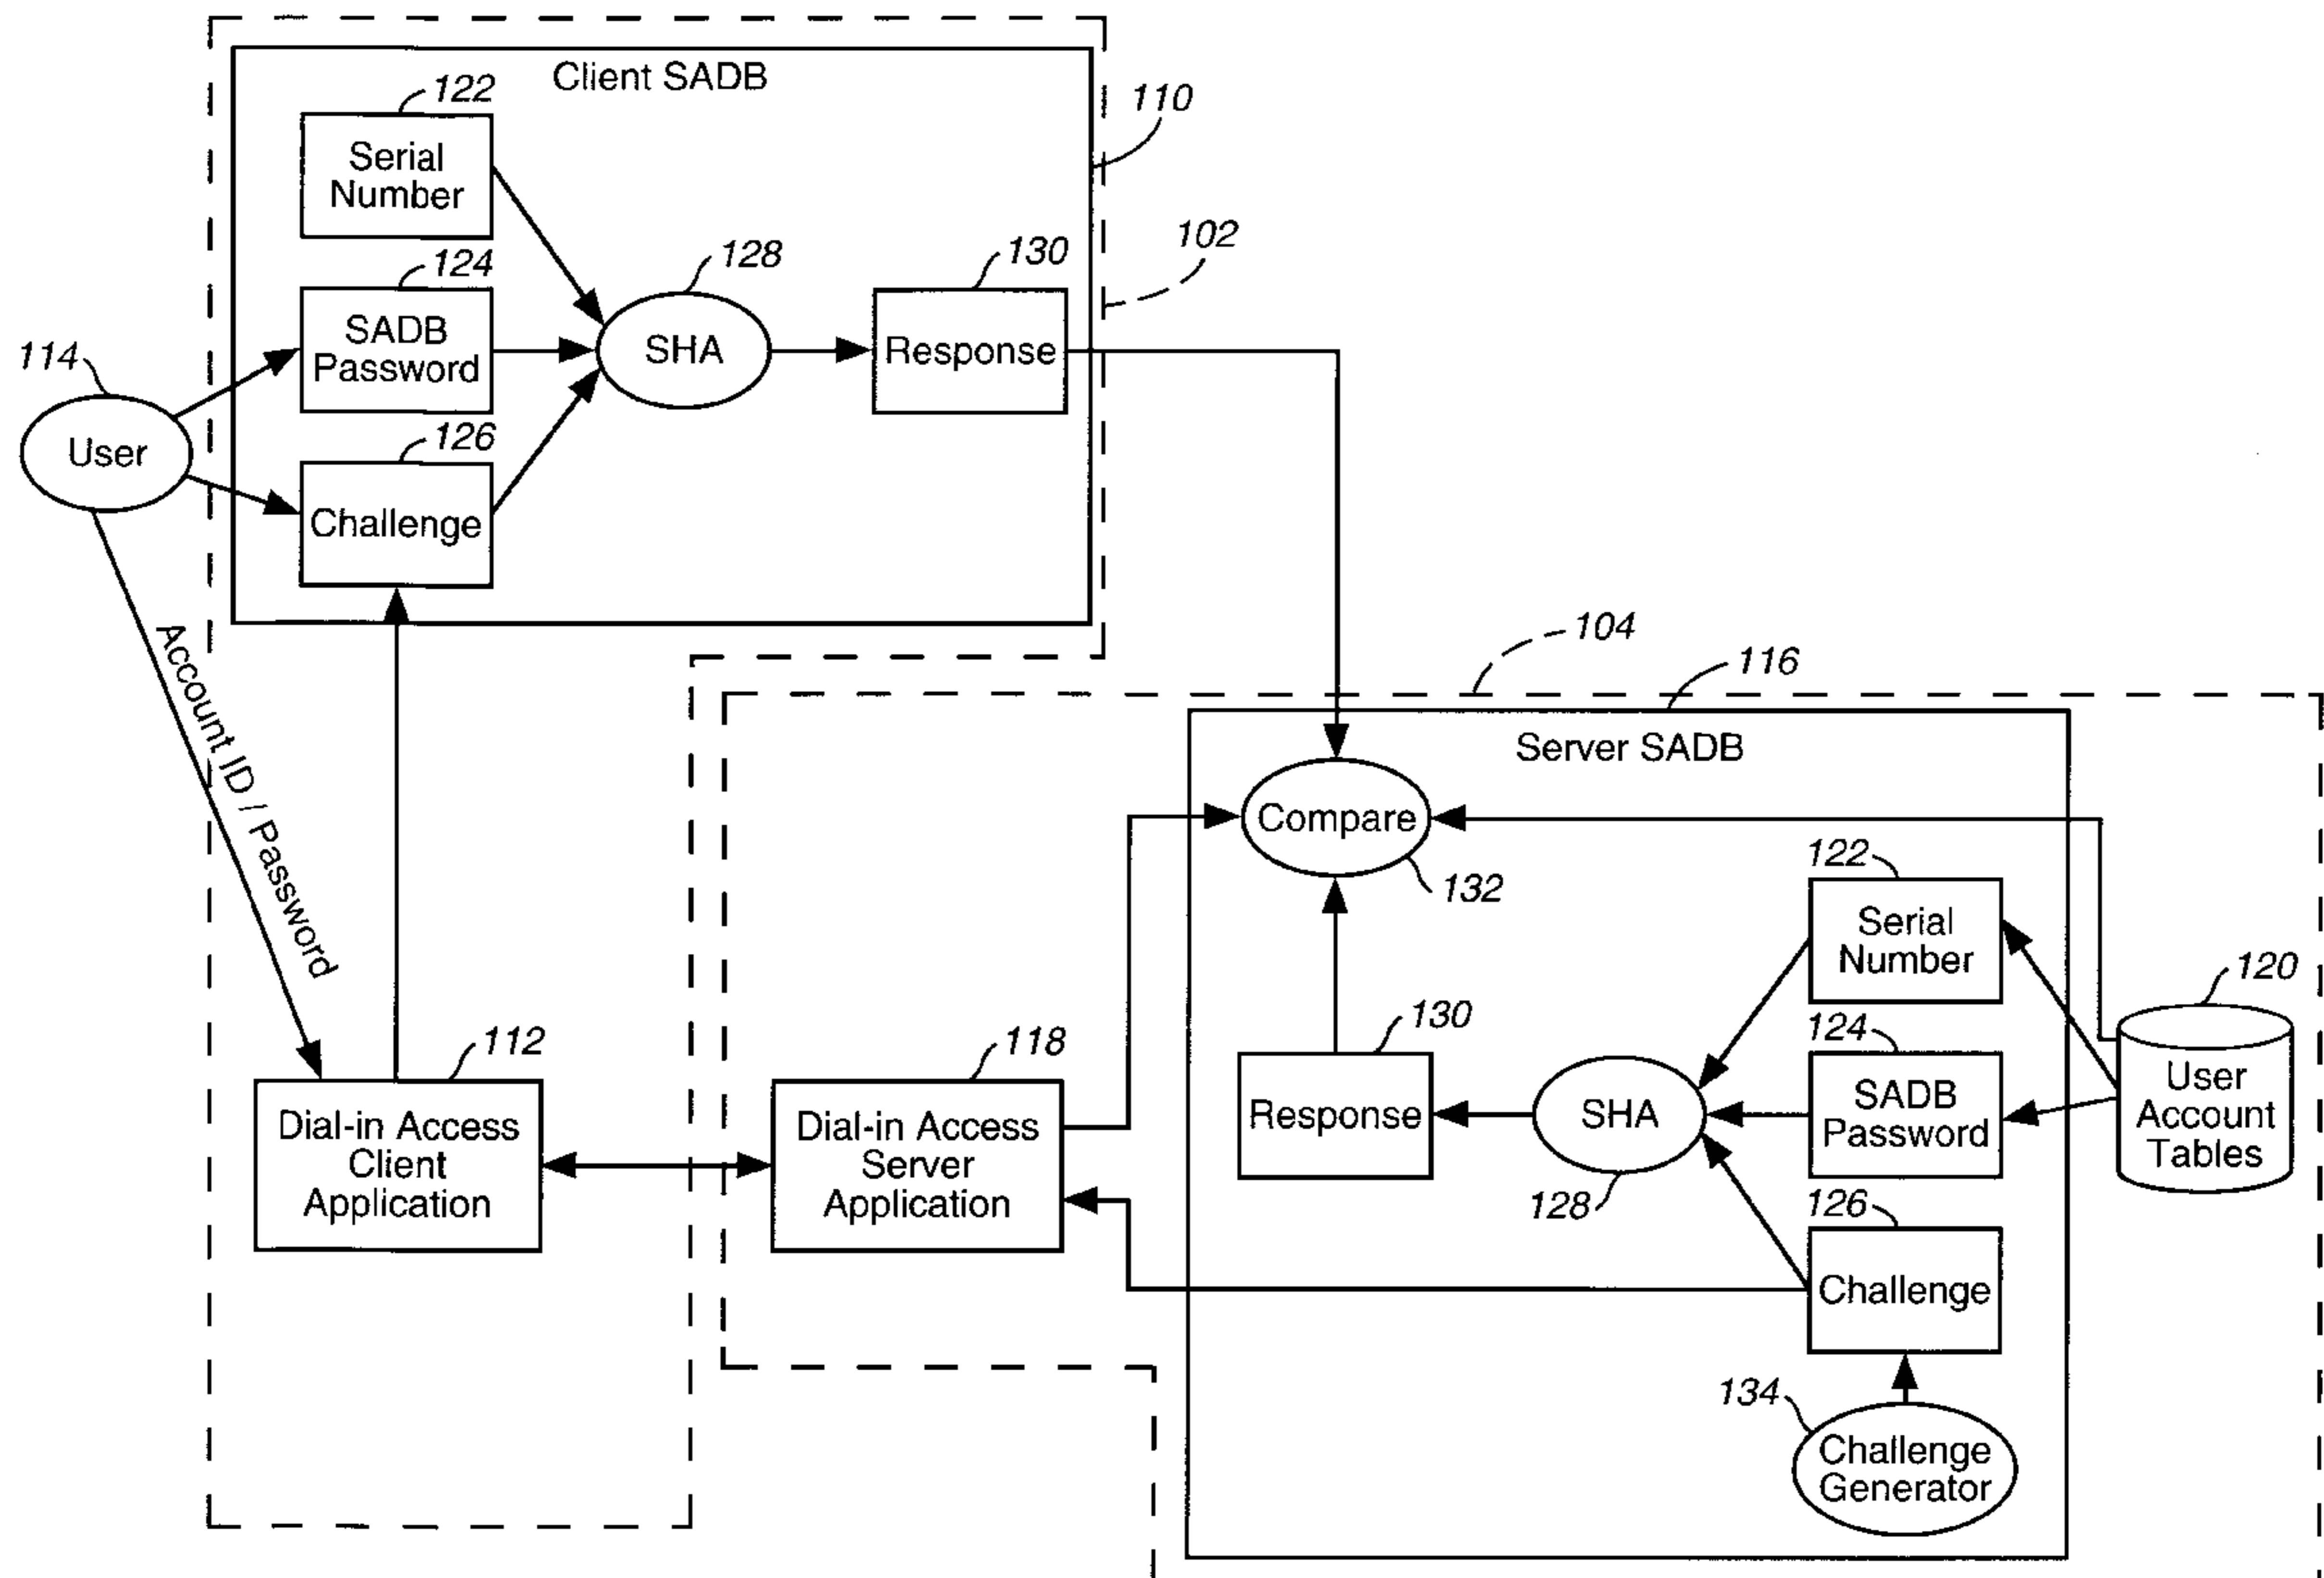 Client SADB
122
Serial
Number
110
124
SADB
Password
128
SHA
130
Response
102
114
User
126
Challenge
Account ID / Password
104
116
Server SADB
Compare
132
122
Serial
Number
120
User
Account
Tables
112
Dial-in Access
Client
Application
118
Dial-in Access
Server
Application
130
Response
SHA
128
124
SADB
Password
126
Challenge
134
Challenge
Generator